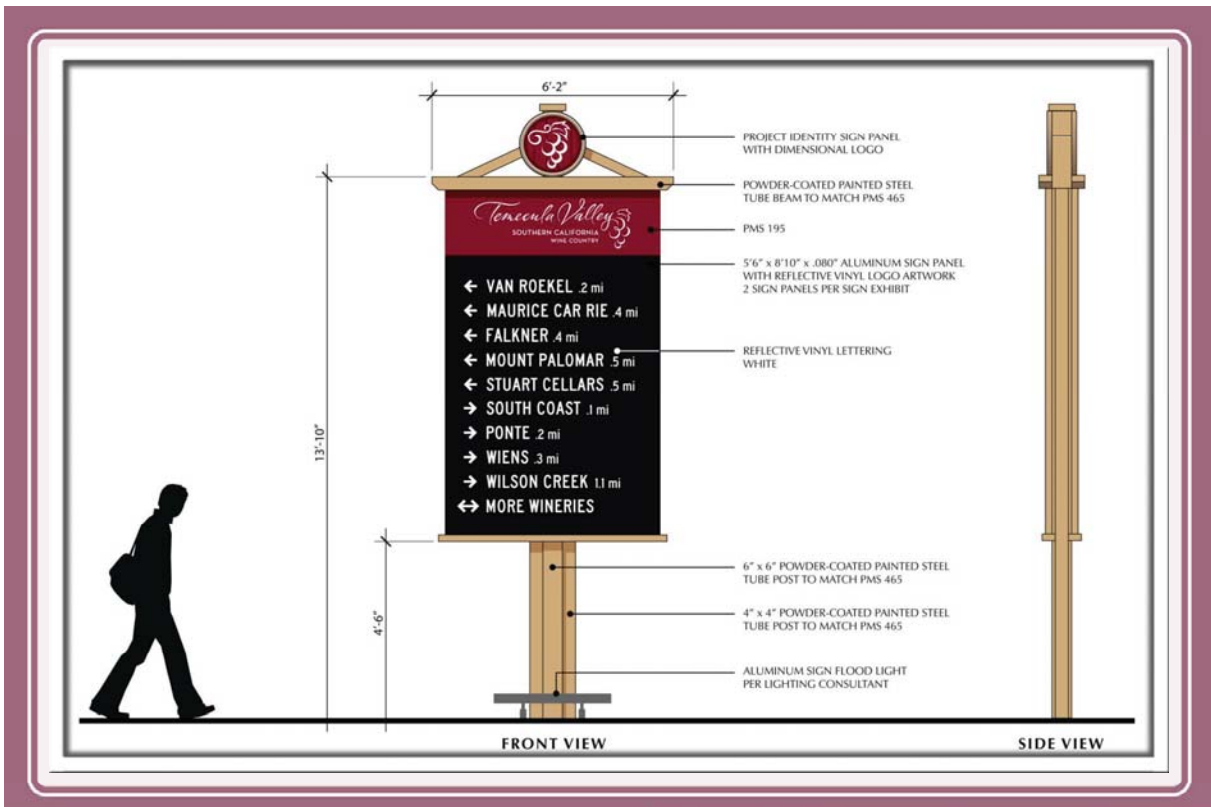 6'-2"
PROJECT IDENTITY SIGN PANEL
WITH DIMENSIONAL LOGO
POWDER-COATED PAINTED STEEL
TUBE BEAM TO MATCH PMS 465
Temecula Valley
SOUTHERN CALIFORNIA
WINE COUNTRY
PMS 195
5'6" x 8'10" x .080" ALUMINUM SIGN PANEL
WITH REFLECTIVE VINYL LOGO ARTWORK
2 SIGN PANELS PER SIGN EXHIBIT
← VAN ROEKEL .2 mi
← MAURICE CAR RIE .4 mi
← FALKNER .4 mi
← MOUNT PALOMAR .5 mi
← STUART CELLARS .5 mi
→ SOUTH COAST .1 mi
→ PONTE .2 mi
→ WIENS .3 mi
→ WILSON CREEK 1.1 mi
↔ MORE WINERIES
REFLECTIVE VINYL LETTERING
WHITE
13'-10"
4'-6"
6" x 6" POWDER-COATED PAINTED STEEL
TUBE POST TO MATCH PMS 465
4" x 4" POWDER-COATED PAINTED STEEL
TUBE POST TO MATCH PMS 465
ALUMINUM SIGN FLOOD LIGHT
PER LIGHTING CONSULTANT
FRONT VIEW
SIDE VIEW